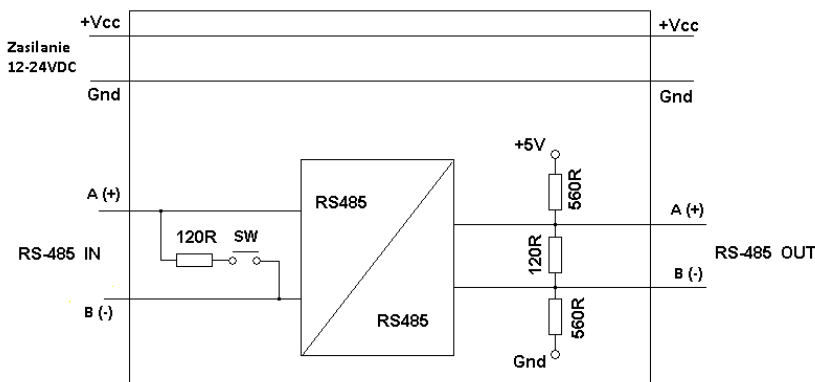 +Vcc
+Vcc
Zasilanie
12-24VDC
Gnd
Gnd
+5V
560R
A (+)
RS485
A (+)
120R
SW
RS-485 IN
120R
RS-485 OUT
B (-)
B (-)
RS485
560R
Gnd